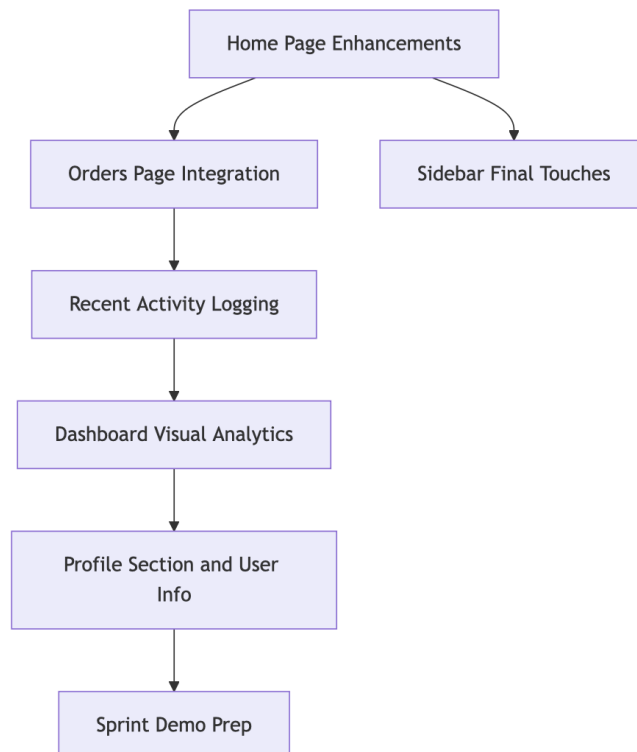 Home Page Enhancements
Orders Page Integration
Sidebar Final Touches
Recent Activity Logging
Dashboard Visual Analytics
Profile Section and User
Info
Sprint Demo Prep